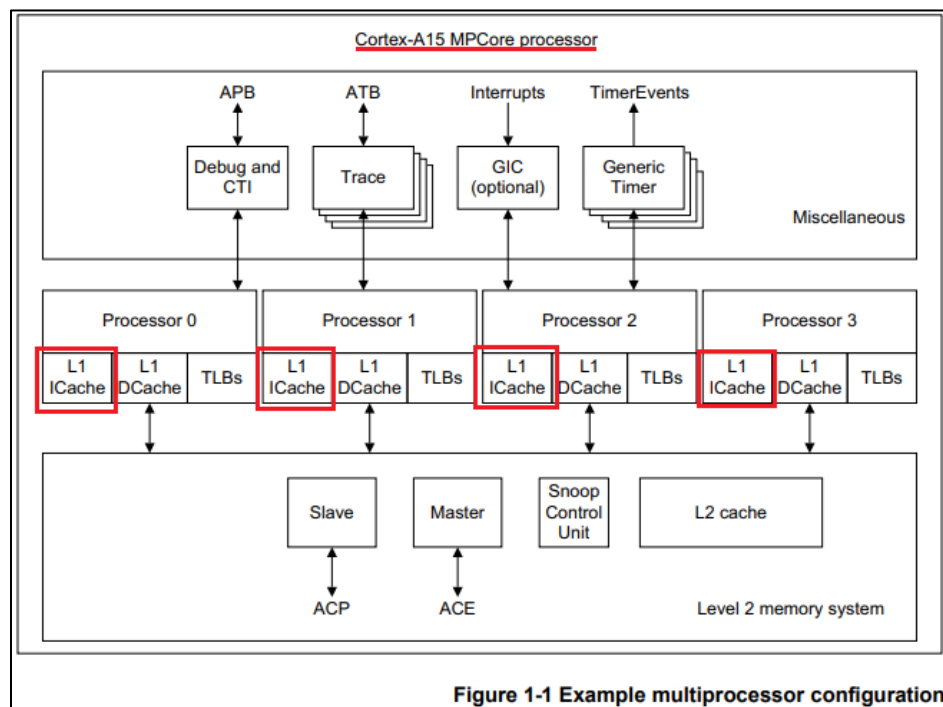 Cortex-A15 MPCore processor
APB
ATB
Interrupts
TimerEvents
Debug and
CTI
Trace
GIC
(optional)
Generic
Timer
Miscellaneous
Processor 0
Processor 1
Processor 2
Processor 3
L1
ICache
L1
DCache
TLBs
L1
ICache
L1
DCache
TLBs
L1
ICache
L1
DCache
TLBs
L1
ICache
L1
DCache
TLBs
Slave
Master
Snoop
Control
Unit
L2 cache
ACP
ACE
Level 2 memory system
Figure 1-1 Example multiprocessor configuration